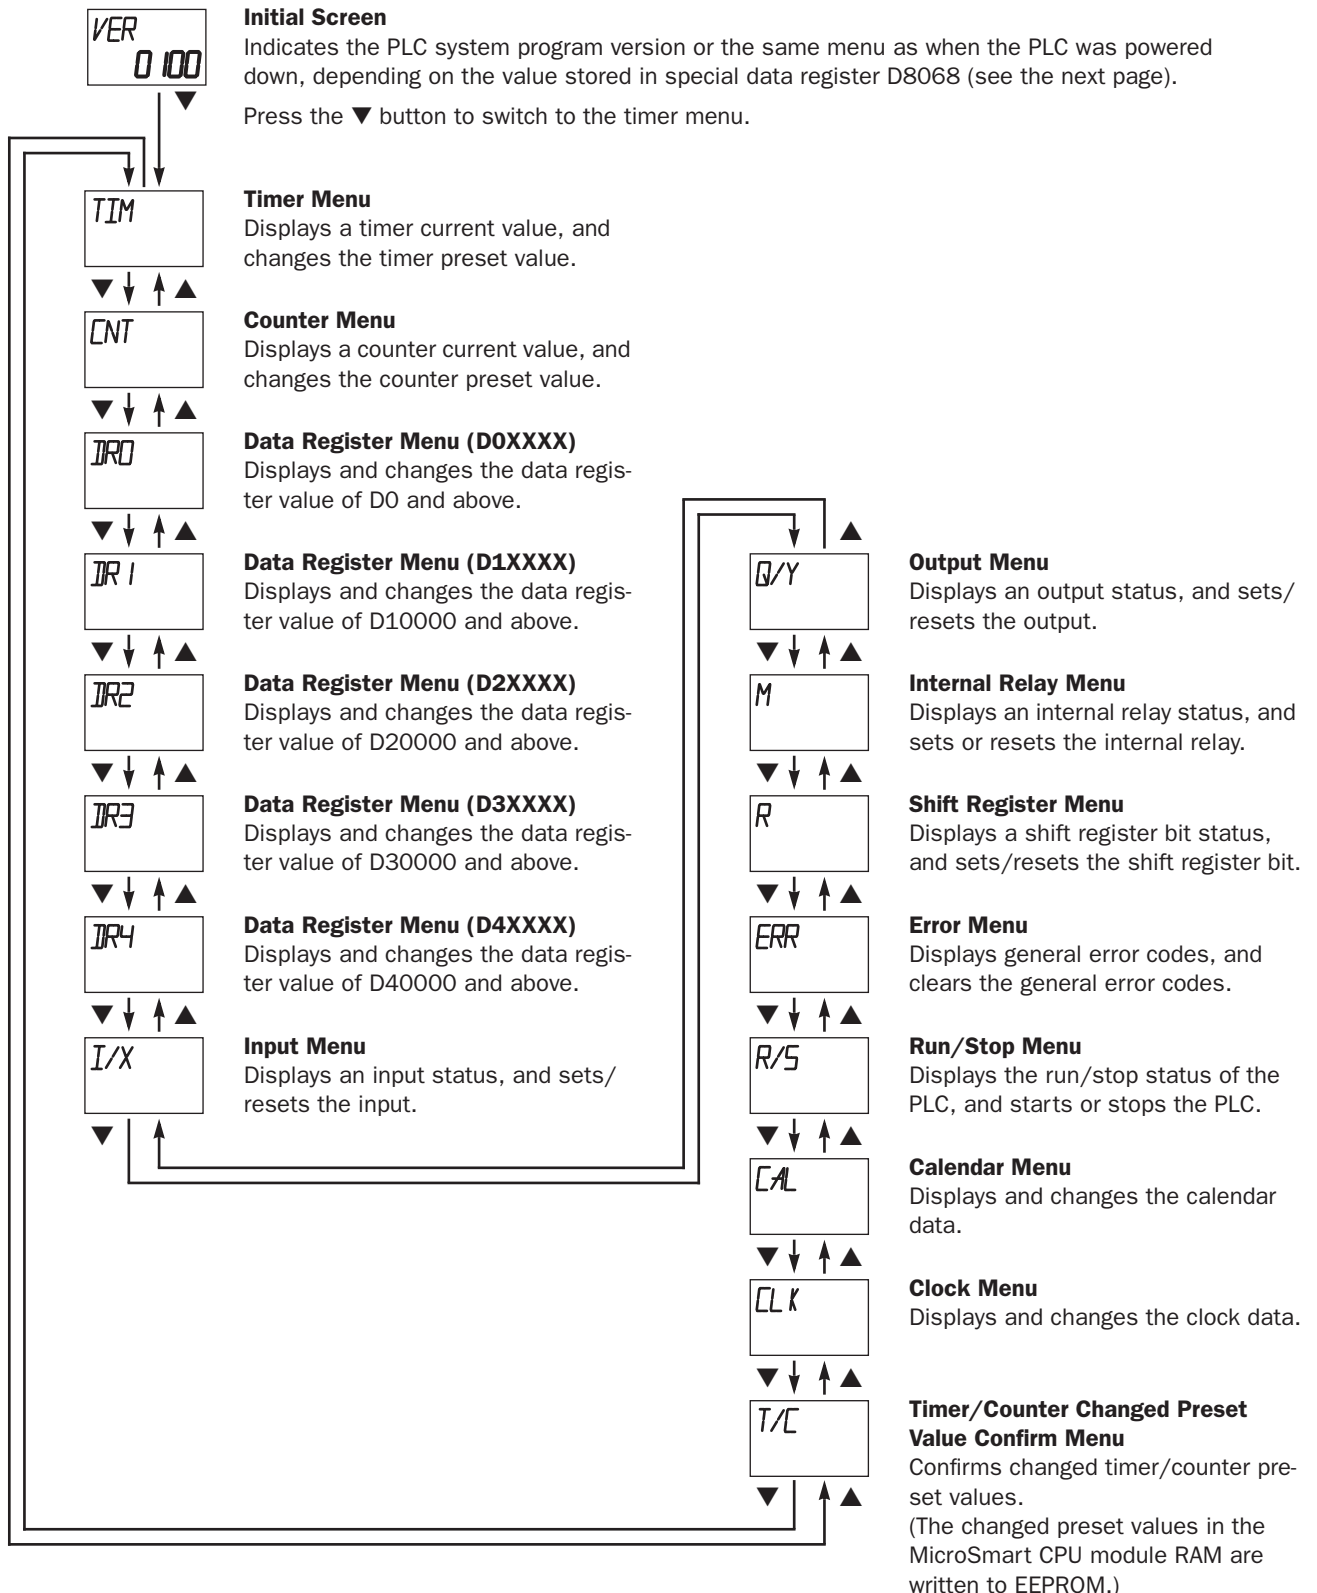 VER
0100
Initial Screen
Indicates the PLC system program version or the same menu as when the PLC was powered
down, depending on the value stored in special data register D8068 (see the next page).
▼
Press the ▼ button to switch to the timer menu.
TIM
Timer Menu
Displays a timer current value, and
changes the timer preset value.
▼ ▲
CNT
Counter Menu
Displays a counter current value, and
changes the counter preset value.
▼ ▲
DR0
Data Register Menu (D0XXXX)
Displays and changes the data regis-
ter value of D0 and above.
▼ ▲
DR1
Data Register Menu (D1XXXX)
Displays and changes the data regis-
ter value of D10000 and above.
▼ ▲
DR2
Data Register Menu (D2XXXX)
Displays and changes the data regis-
ter value of D20000 and above.
▼ ▲
DR3
Data Register Menu (D3XXXX)
Displays and changes the data regis-
ter value of D30000 and above.
▼ ▲
DR4
Data Register Menu (D4XXXX)
Displays and changes the data regis-
ter value of D40000 and above.
▼ ▲
I/X
Input Menu
Displays an input status, and sets/
resets the input.
▼
▲
Q/Y
Output Menu
Displays an output status, and sets/
resets the output.
▼ ▲
M
Internal Relay Menu
Displays an internal relay status, and
sets or resets the internal relay.
▼ ▲
R
Shift Register Menu
Displays a shift register bit status,
and sets/resets the shift register bit.
▼ ▲
ERR
Error Menu
Displays general error codes, and
clears the general error codes.
▼ ▲
R/S
Run/Stop Menu
Displays the run/stop status of the
PLC, and starts or stops the PLC.
▼ ▲
CAL
Calendar Menu
Displays and changes the calendar
data.
▼ ▲
CLK
Clock Menu
Displays and changes the clock data.
▼ ▲
T/C
Timer/Counter Changed Preset
Value Confirm Menu
Confirms changed timer/counter pre-
set values.
(The changed preset values in the
MicroSmart CPU module RAM are
written to EEPROM.)
▼ ▲